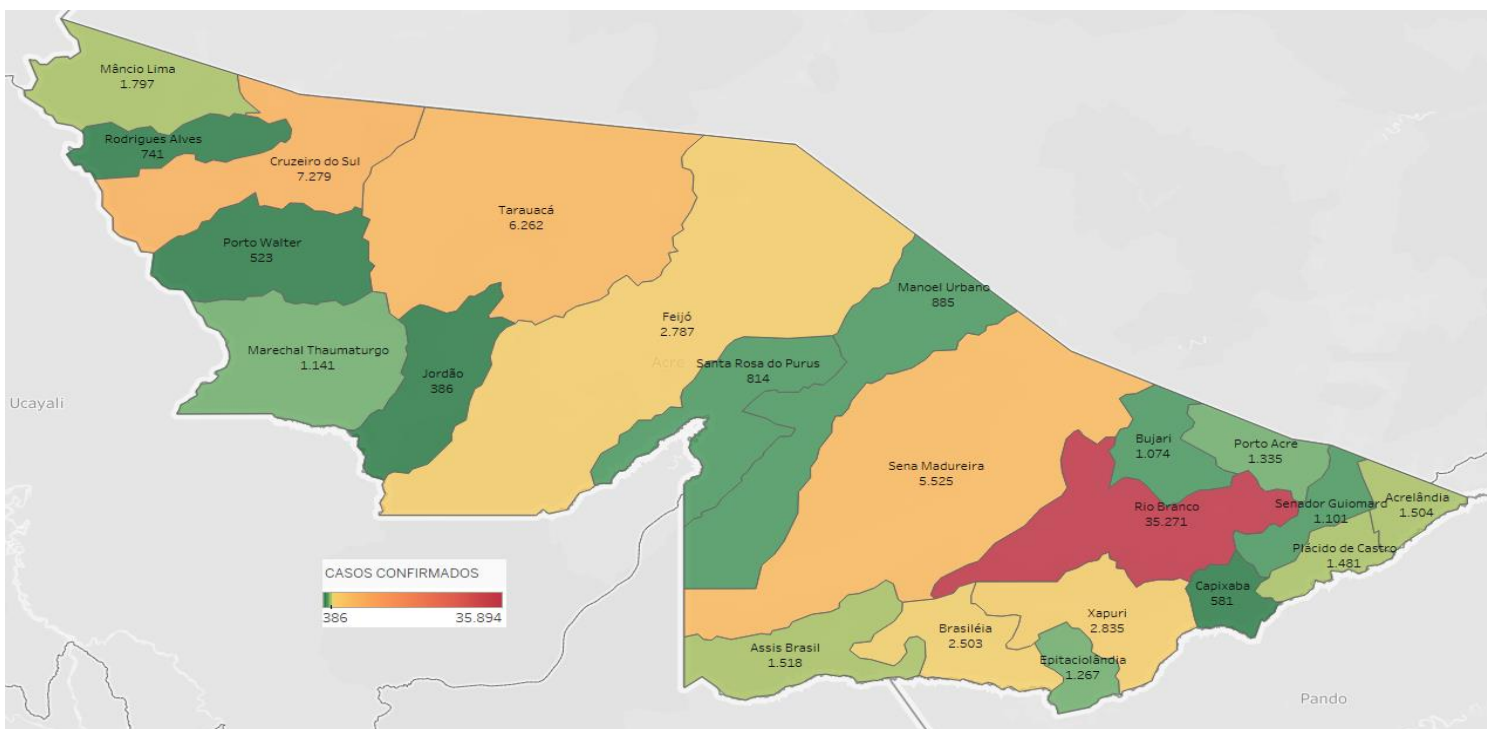 Mâncio Lima
1.797
Rodrigues Alves
741
Cruzeiro do Sul
7.279
Tarauacá
6.262
Porto Walter
523
Manoel Urbano
885
Feijó
2.787
Marechal Thaumaturgo
1.141
Jordão
386
Acre
Santa Rosa do Purus
814
Ucayali
Bujari
1.074
Porto Acre
1.335
Sena Madureira
5.525
Rio Branco
35.271
Senador Guiomard
1.101
Acrelândia
1.504
Plácido de Castro
1.481
Capixaba
581
CASOS CONFIRMADOS
386
35.894
Xapuri
2.835
Brasiléia
2.503
Assis Brasil
1.518
Epitaciolândia
1.267
Pando